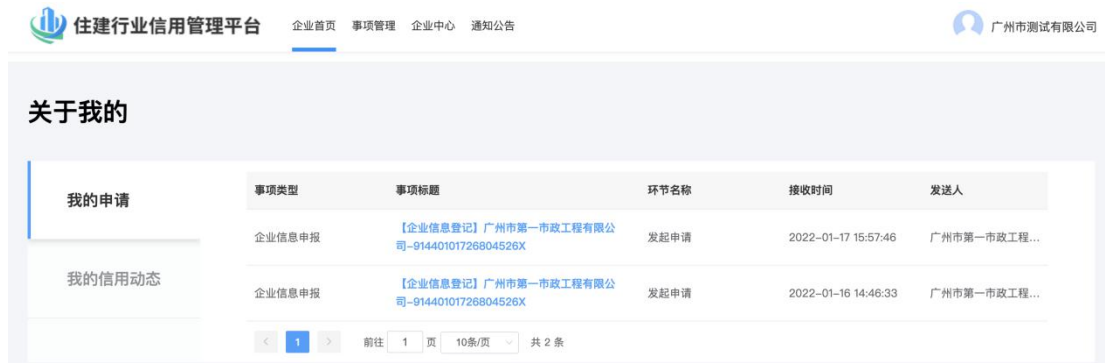 住建行业信用管理平台 企业首页 事项管理 企业中心 通知公告 广州市测试有限公司
关于我的
我的申请
我的信用动态
事项类型 事项标题 环节名称 接收时间 发送人
企业信息申报 【企业信息登记】广州市第一市政工程有限公 发起申请 2022-01-17 15:57:46 广州市第一市政工程...
司-91440101726804526X
企业信息申报 【企业信息登记】广州市第一市政工程有限公 发起申请 2022-01-16 14:46:33 广州市第一市政工程...
司-91440101726804526X
< 1 > 前往 1 页 10条/页 共 2 条